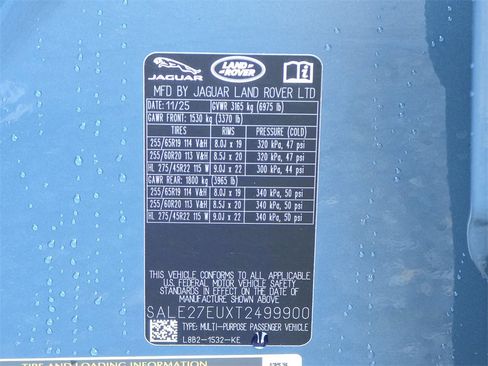 JAGUAR LAND ROVER
MFD BY JAGUAR LAND ROVER LTD
DATE: 11/25 GVWR 3165 kg (6975 lb)
GAWR FRONT: 1530 kg (3370 lb)
TIRES RIMS PRESSURE (COLD)
255/65R19 114 V&H 8.0J x 19 320 kPa, 47 psi
255/60R20 113 V&H 8.5J x 20 320 kPa, 47 psi
HL 275/45R22 115 W 9.0J x 22 300 kPa, 44 psi
GAWR REAR: 1800 kg (3965 lb)
255/65R19 114 V&H 8.0J x 19 340 kPa, 50 psi
255/60R20 113 V&H 8.5J x 20 340 kPa, 50 psi
HL 275/45R22 115 W 9.0J x 22 340 kPa, 50 psi
THIS VEHICLE CONFORMS TO ALL APPLICABLE
U.S. FEDERAL MOTOR VEHICLE SAFETY
STANDARDS IN EFFECT ON THE DATE OF
MANUFACTURE SHOWN ABOVE
SALE27EUXT2499900
TYPE: MULTI-PURPOSE PASSENGER VEHICLE
L8B2-1532-KE
TIRE AND LOADING INFORMATION